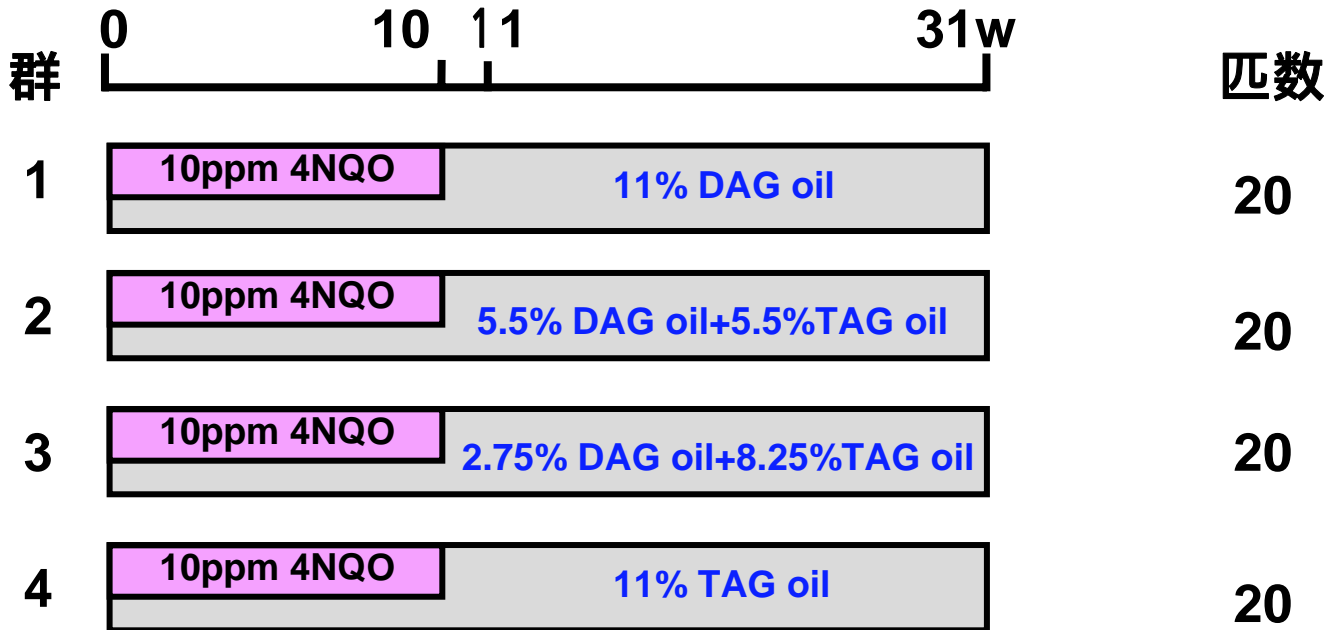 0 10 11 31w
群 匹数
10ppm 4NQO
1 11% DAG oil 20
10ppm 4NQO
2 5.5% DAG oil+5.5%TAG oil 20
10ppm 4NQO
3 2.75% DAG oil+8.25%TAG oil 20
10ppm 4NQO
4 11% TAG oil 20